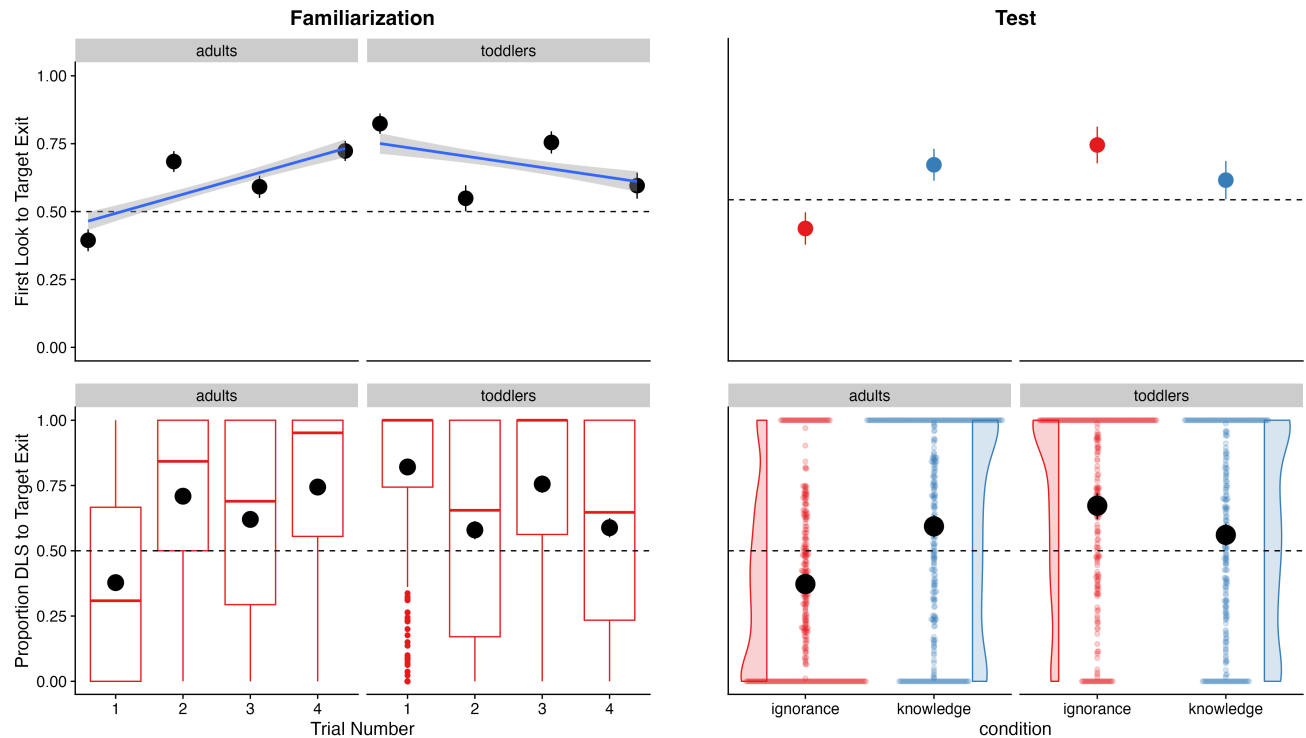 Familiarization
Test
adults
toddlers
First Look to Target Exit
1.00
0.75
0.50
0.25
0.00
adults
toddlers
adults
toddlers
Proportion DLS to Target Exit
1.00
0.75
0.50
0.25
0.00
1 2 3 4 1 2 3 4
ignorance knowledge ignorance knowledge
Trial Number
condition